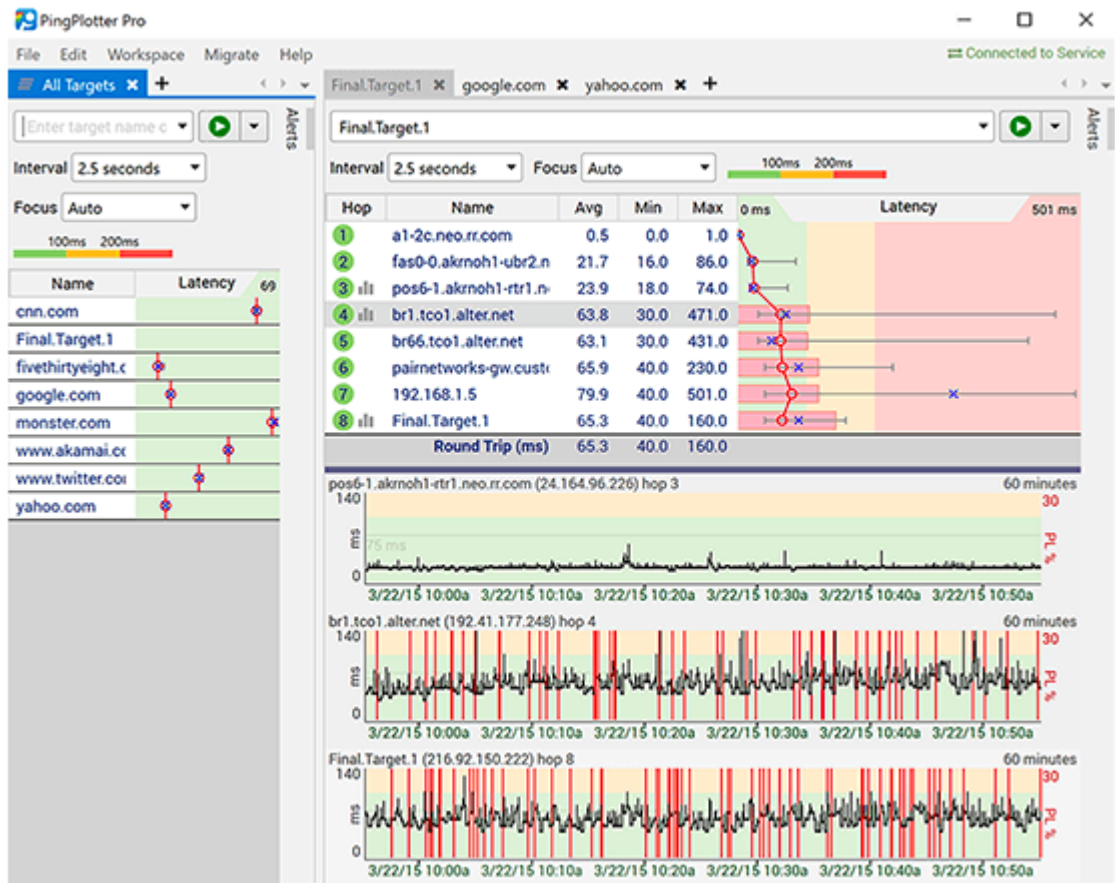 PingPlotter Pro
File Edit Workspace Migrate Help
Connected to Service
All Targets
Final.Target.1 google.com yahoo.com
Enter target name c
Alerts
Final.Target.1
Alerts
Interval 2.5 seconds
Interval 2.5 seconds Focus Auto
100ms 200ms
Focus Auto
100ms 200ms
Name Latency 69
cnn.com
Final.Target.1
fivethirtyeight.c
google.com
monster.com
www.akamai.cc
www.twitter.cou
yahoo.com
Hop Name Avg Min Max 0 ms Latency 501 ms
1 a1-2c.neo.rr.com 0.5 0.0 1.0
2 fas0-0.akrnoh1-ubr2.n 21.7 16.0 86.0
3 pos6-1.akrnoh1-rtr1.n 23.9 18.0 74.0
4 br1.tco1.alter.net 63.8 30.0 471.0
5 br66.tco1.alter.net 63.1 30.0 431.0
6 pairnetworks-gw.custo 65.9 40.0 230.0
7 192.168.1.5 79.9 40.0 501.0
8 Final.Target.1 65.3 40.0 160.0
Round Trip (ms) 65.3 40.0 160.0
pos6-1.akrnoh1-rtr1.neo.rr.com (24.164.96.226) hop 3 60 minutes
140 30
ms PL %
75 ms
0
3/22/15 10:00a 3/22/15 10:10a 3/22/15 10:20a 3/22/15 10:30a 3/22/15 10:40a 3/22/15 10:50a
br1.tco1.alter.net (192.41.177.248) hop 4 60 minutes
140 30
ms PL %
0
3/22/15 10:00a 3/22/15 10:10a 3/22/15 10:20a 3/22/15 10:30a 3/22/15 10:40a 3/22/15 10:50a
Final.Target.1 (216.92.150.222) hop 8 60 minutes
140 30
ms PL %
0
3/22/15 10:00a 3/22/15 10:10a 3/22/15 10:20a 3/22/15 10:30a 3/22/15 10:40a 3/22/15 10:50a